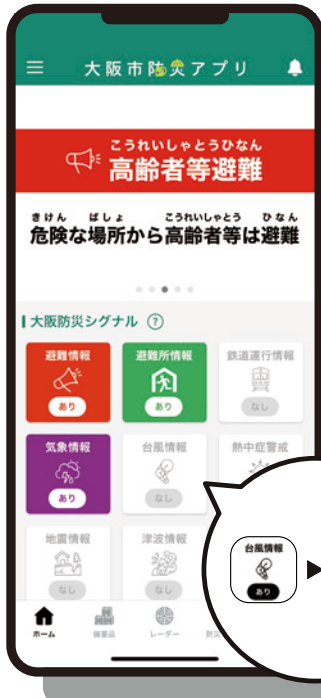 大阪市防災アプリ
こうれいしゃとうひなん
高齢者等避難
きけん ばしょ こうれいしゃとう ひなん
危険な場所から高齢者等は避難
大阪防災シグナル ?
避難情報 避難所情報 鉄道運行情報
あり あり なし
気象情報 台風情報 熱中症警戒
あり なし
台風情報
あり
地震情報 津波情報
なし なし
ホーム 備蓄品 レーダー 防災